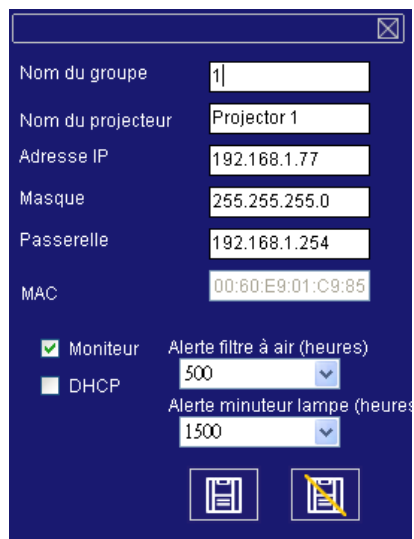 Nom du groupe 1
Nom du projecteur Projector 1
Adresse IP 192.168.1.77
Masque 255.255.255.0
Passerelle 192.168.1.254
MAC 00:60:E9:01:C9:85
Moniteur Alerte filtre à air (heures)
500
DHCP
Alerte minuteur lampe (heures
1500